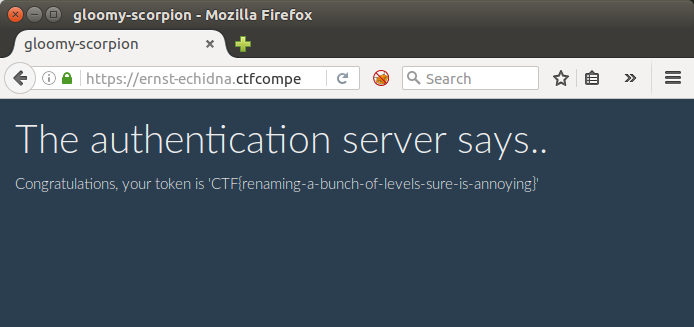 gloomy-scorpion - Mozilla Firefox
gloomy-scorpion
https://ernst-echidna.ctfcompe
Search
The authentication server says..
Congratulations, your token is 'CTF{renaming-a-bunch-of-levels-sure-is-annoying}'